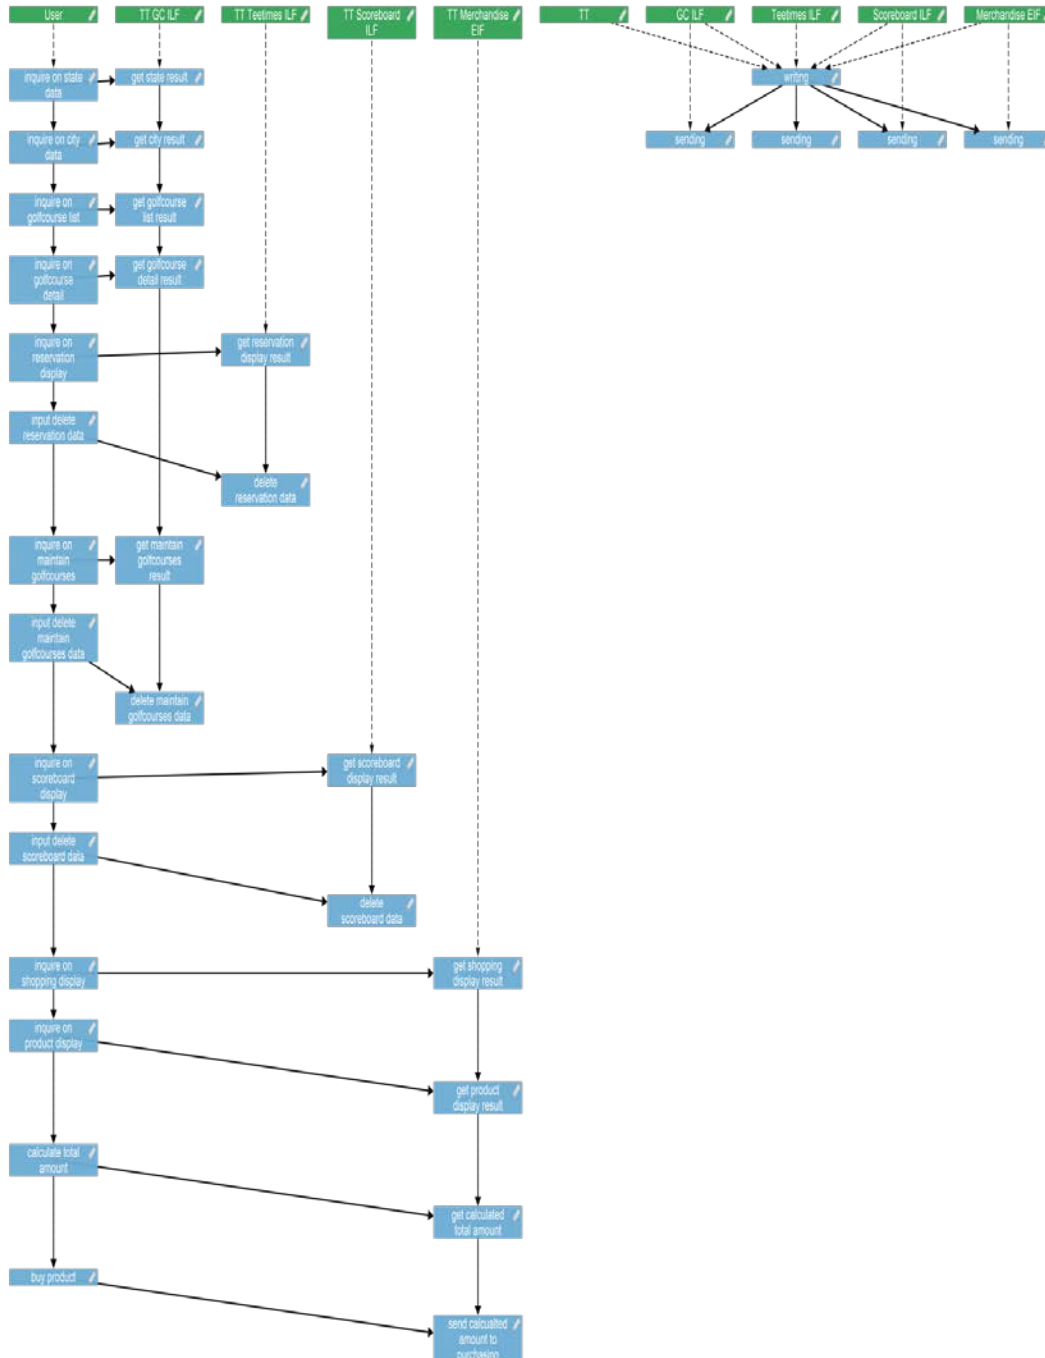 User
TT GC ILF
TT Teetimes ILF
TT Scoreboard
ILF
TT Merchandise
EIF
TT
GC ILF
Teetimes ILF
Scoreboard ILF
Merchandise EIF
inquire on state
data
get state result
writing
inquire on city
data
get city result
sending
sending
sending
sending
inquire on
golfcourse list
get golfcourse
list result
inquire on
golfcourse
detail
get golfcourse
detail result
inquire on
reservation
display
get reservation
display result
input delete
reservation data
delete
reservation data
inquire on
maintain
golfcourses
get maintain
golfcourses
result
input delete
maintain
golfcourses data
delete maintain
golfcourses data
inquire on
scoreboard
display
get scoreboard
display result
input delete
scoreboard data
delete
scoreboard data
inquire on
shopping display
get shopping
display result
inquire on
product display
get product
display result
calculate total
amount
get calculated
total amount
buy product
send calcualted
amount to
purchasing